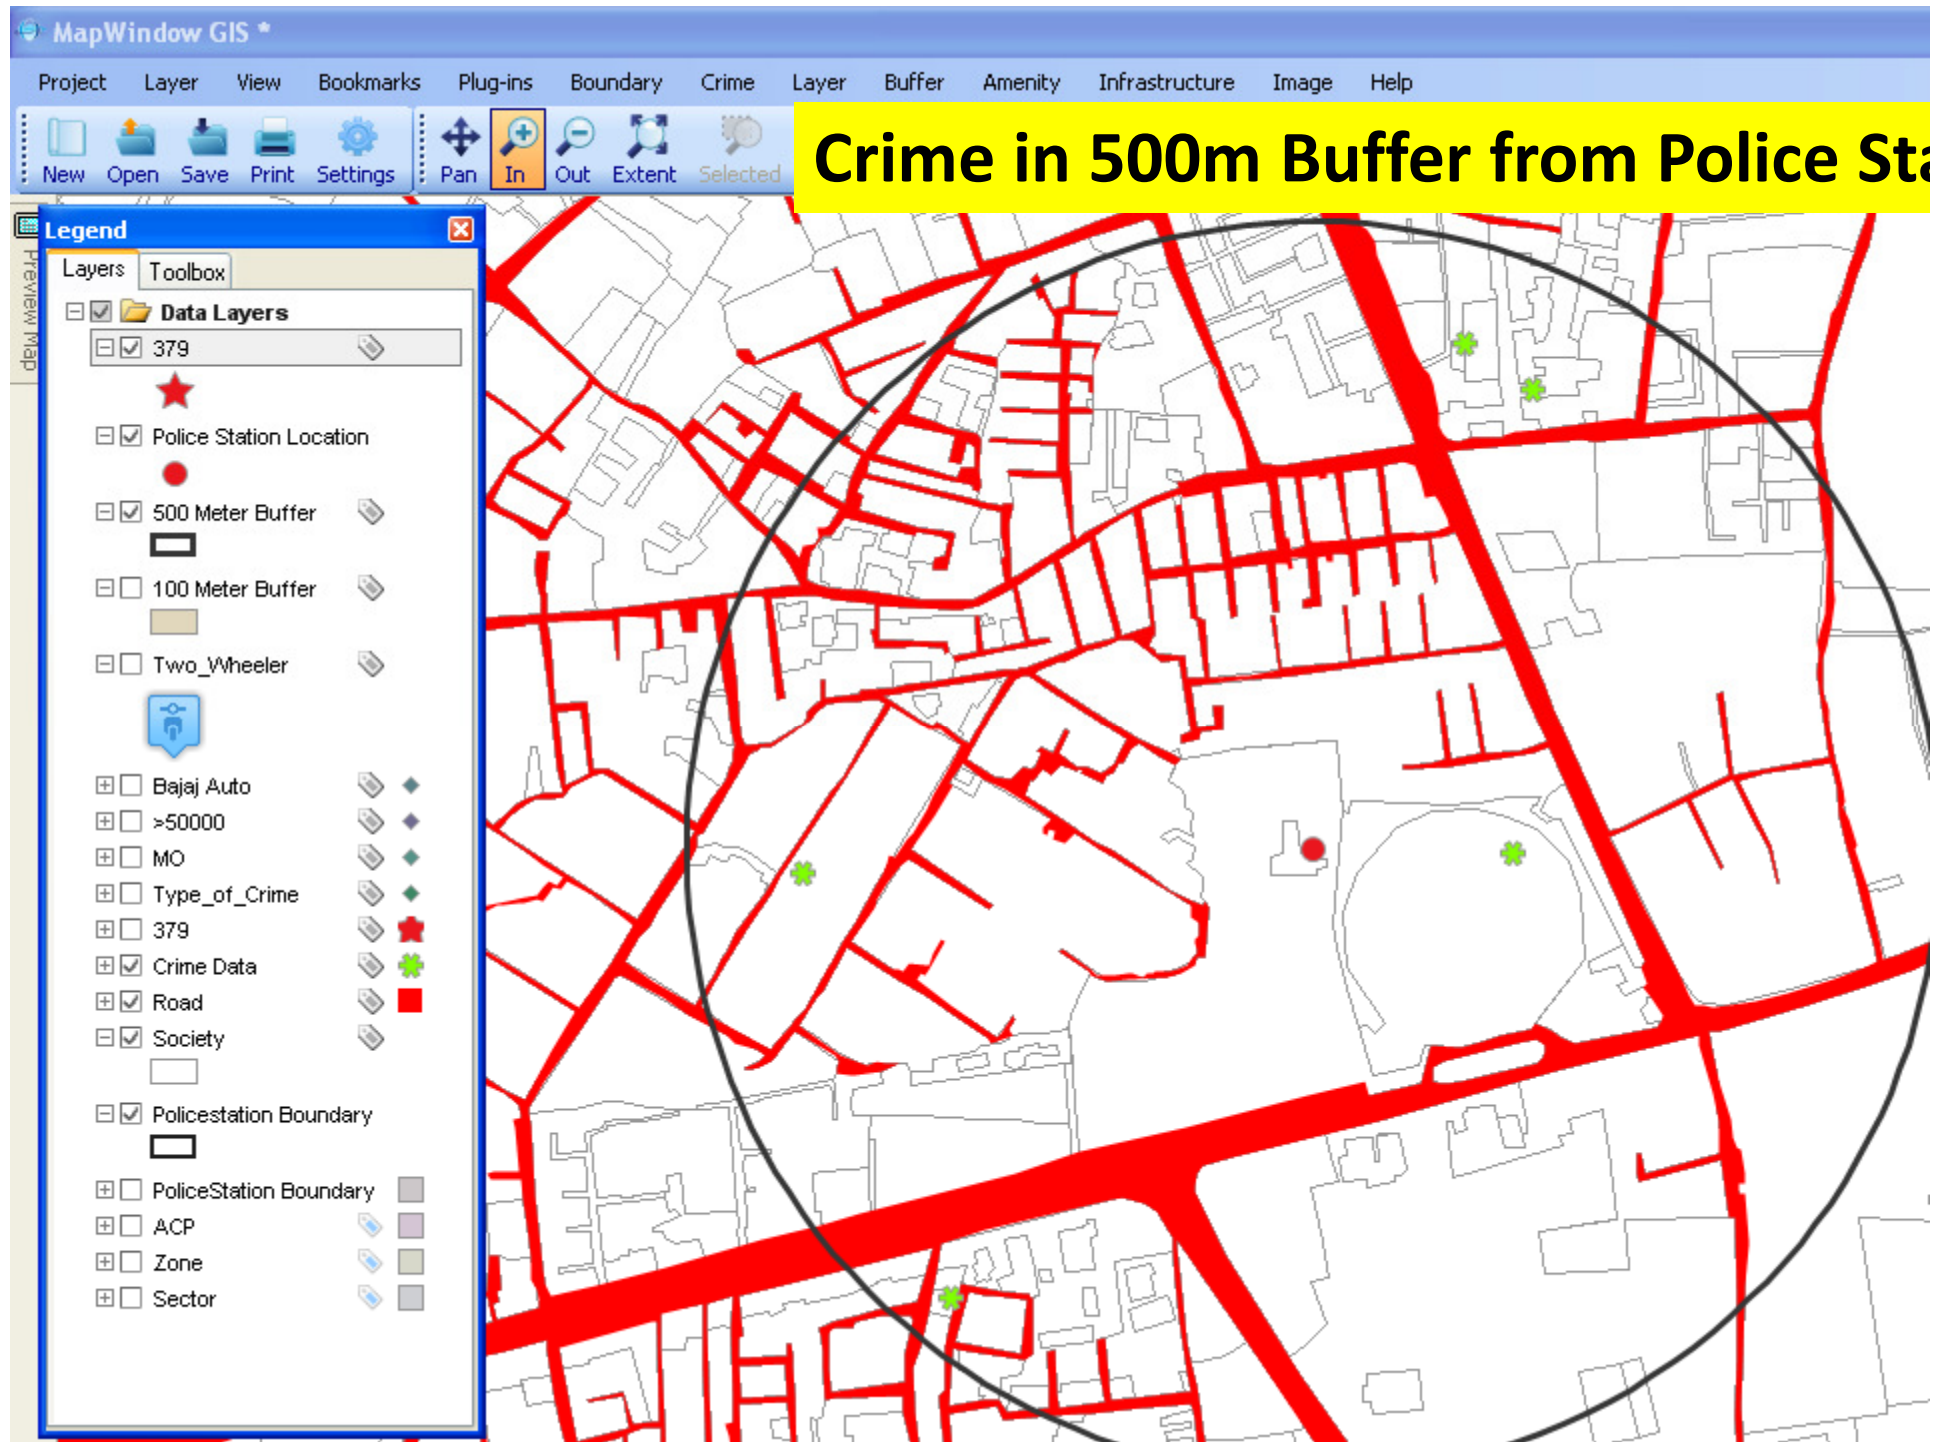 MapWindow GIS *
Project Layer View Bookmarks Plug-ins Boundary Crime Layer Buffer Amenity Infrastructure Image Help
New Open Save Print Settings Pan In Out Extent Selected
Crime in 500m Buffer from Police Sta
Preview Map
Legend
Layers Toolbox
Data Layers
379
Police Station Location
500 Meter Buffer
100 Meter Buffer
Two_Wheeler
Bajaj Auto
>50000
MO
Type_of_Crime
379
Crime Data
Road
Society
Policestation Boundary
PoliceStation Boundary
ACP
Zone
Sector